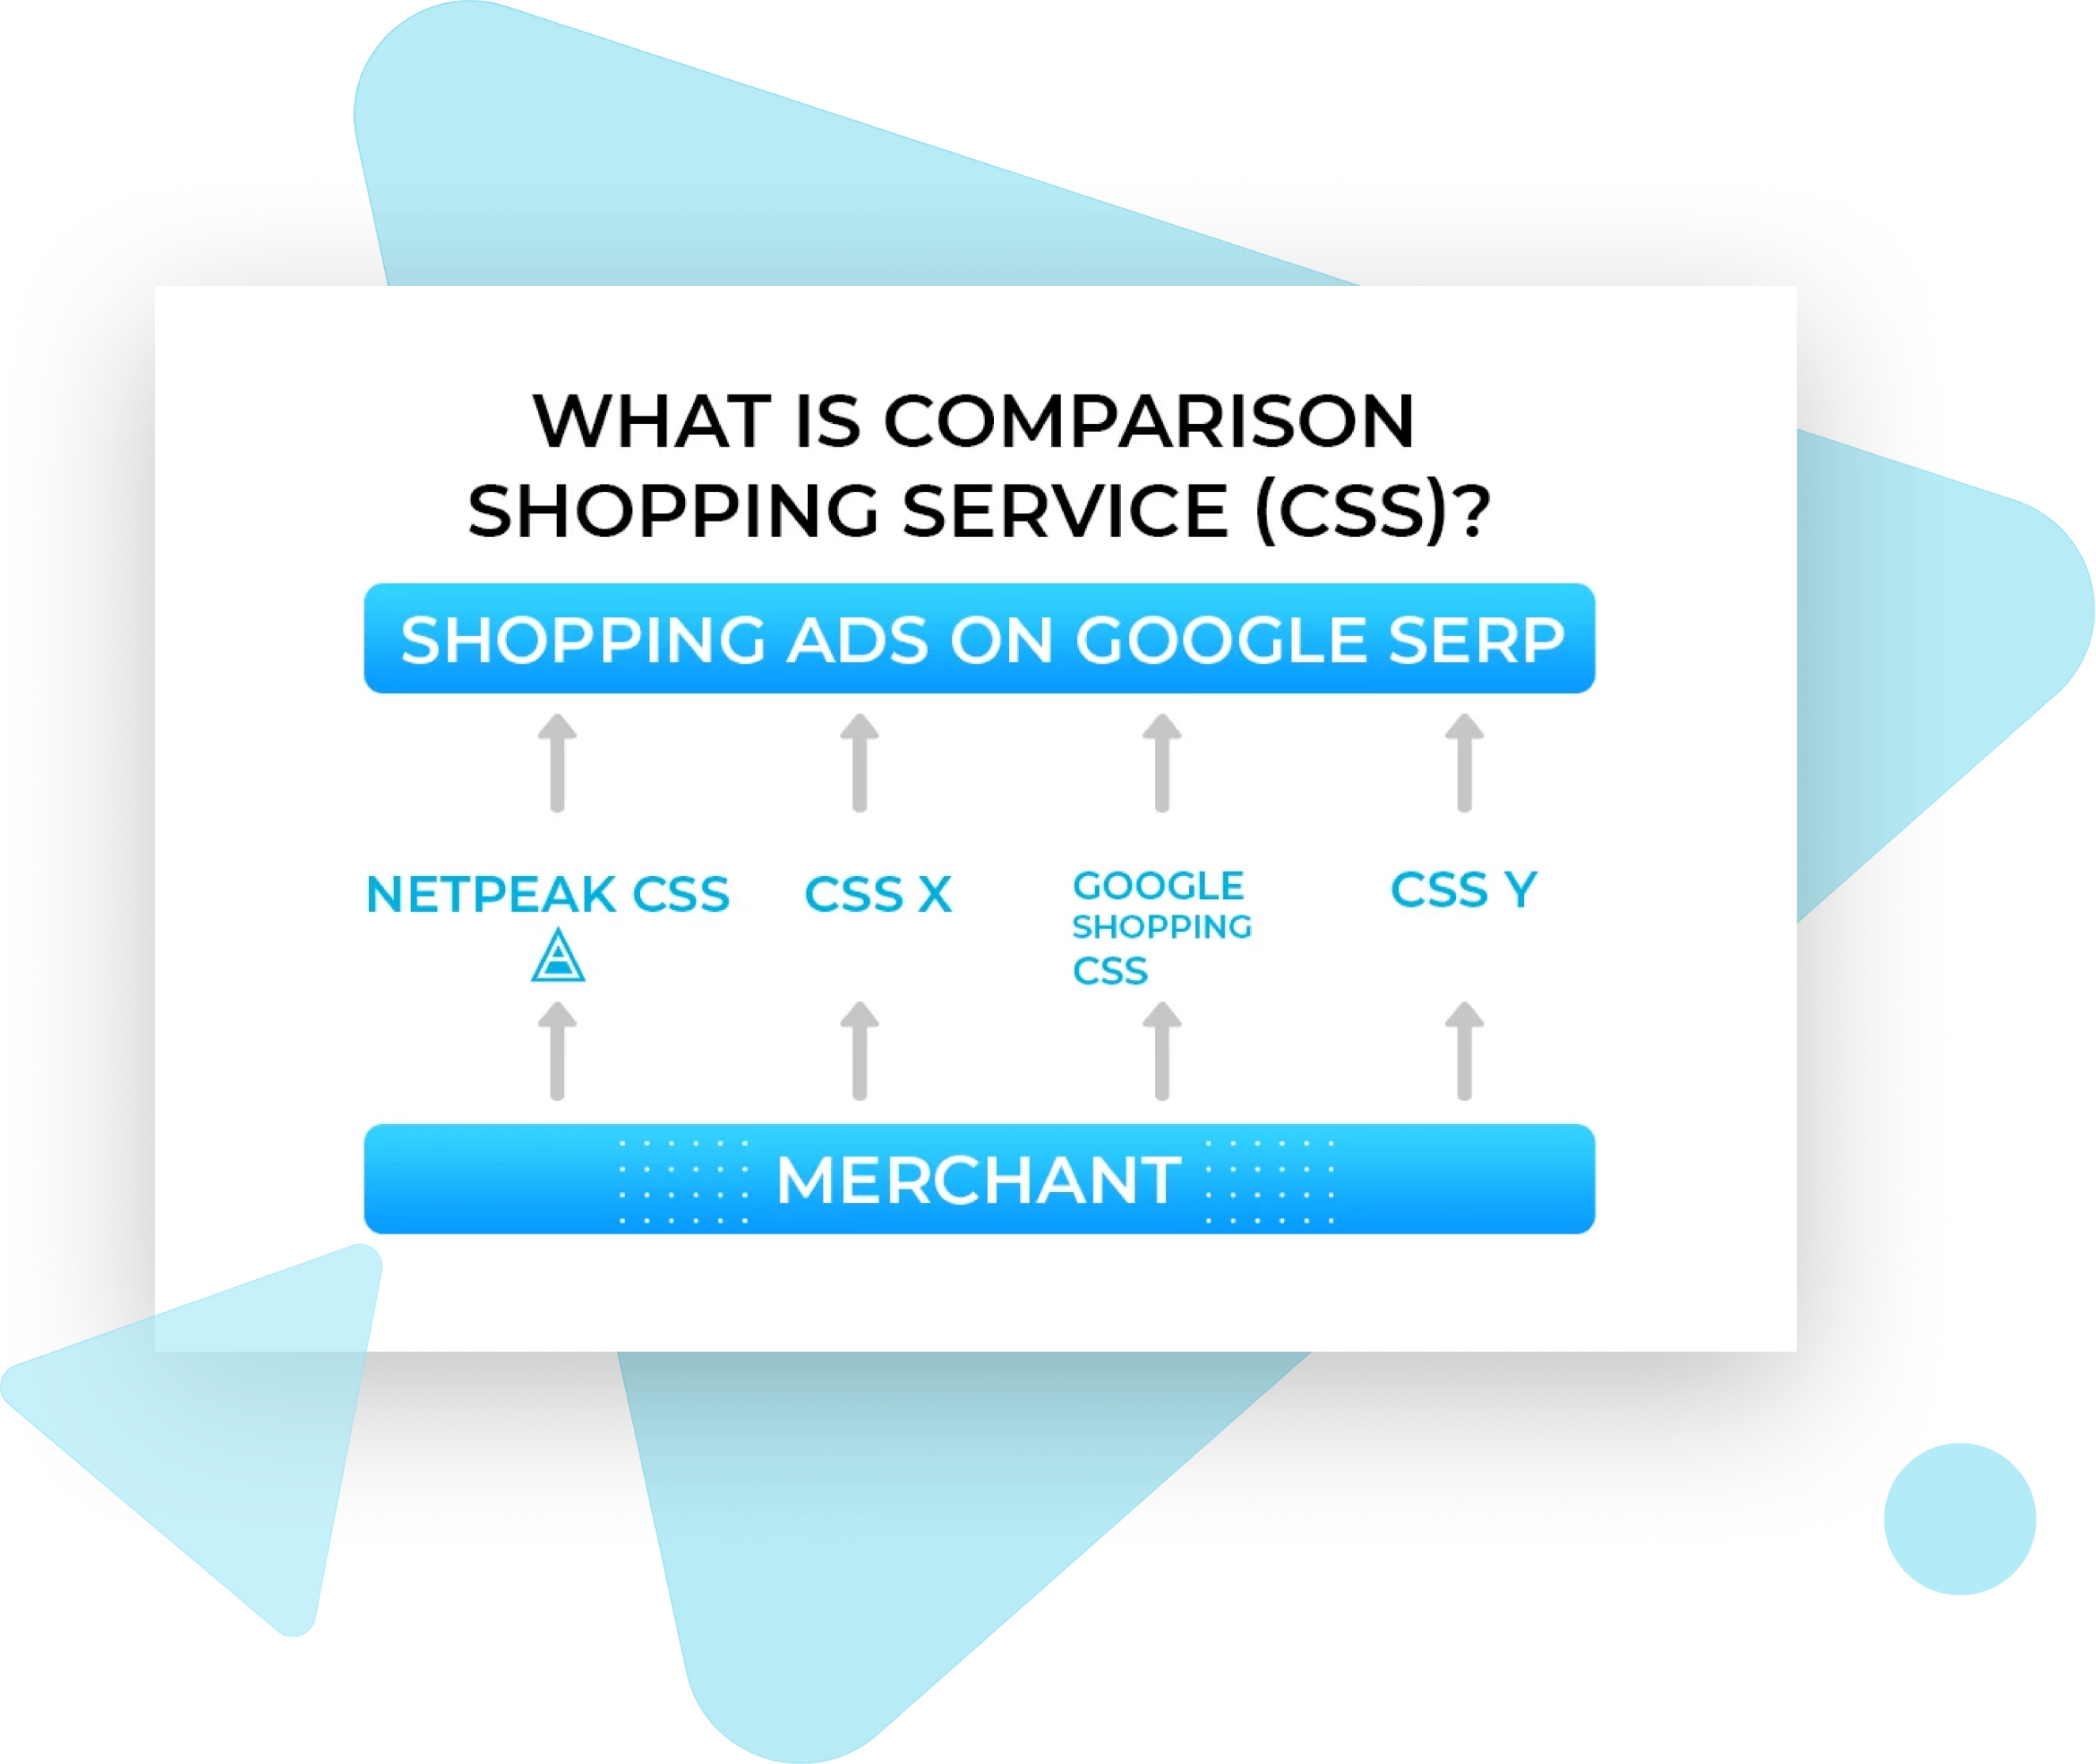 WHAT IS COMPARISON
SHOPPING SERVICE (CSS)?
SHOPPING ADS ON GOOGLE SERP
NETPEAK CSS
CSS X
GOOGLE
SHOPPING
CSS
CSS Y
MERCHANT